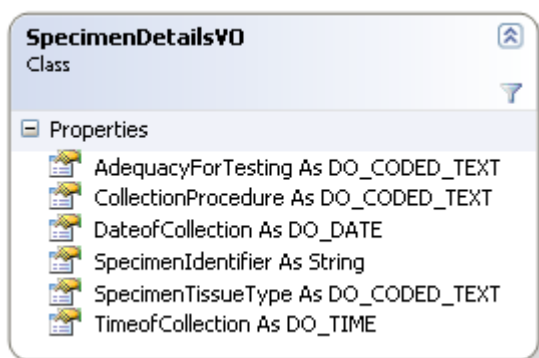 SpecimenDetailsVO
Class
Properties
AdequacyForTesting As DO_CODED_TEXT
CollectionProcedure As DO_CODED_TEXT
DateofCollection As DO_DATE
SpecimenIdentifier As String
SpecimenTissueType As DO_CODED_TEXT
TimeofCollection As DO_TIME